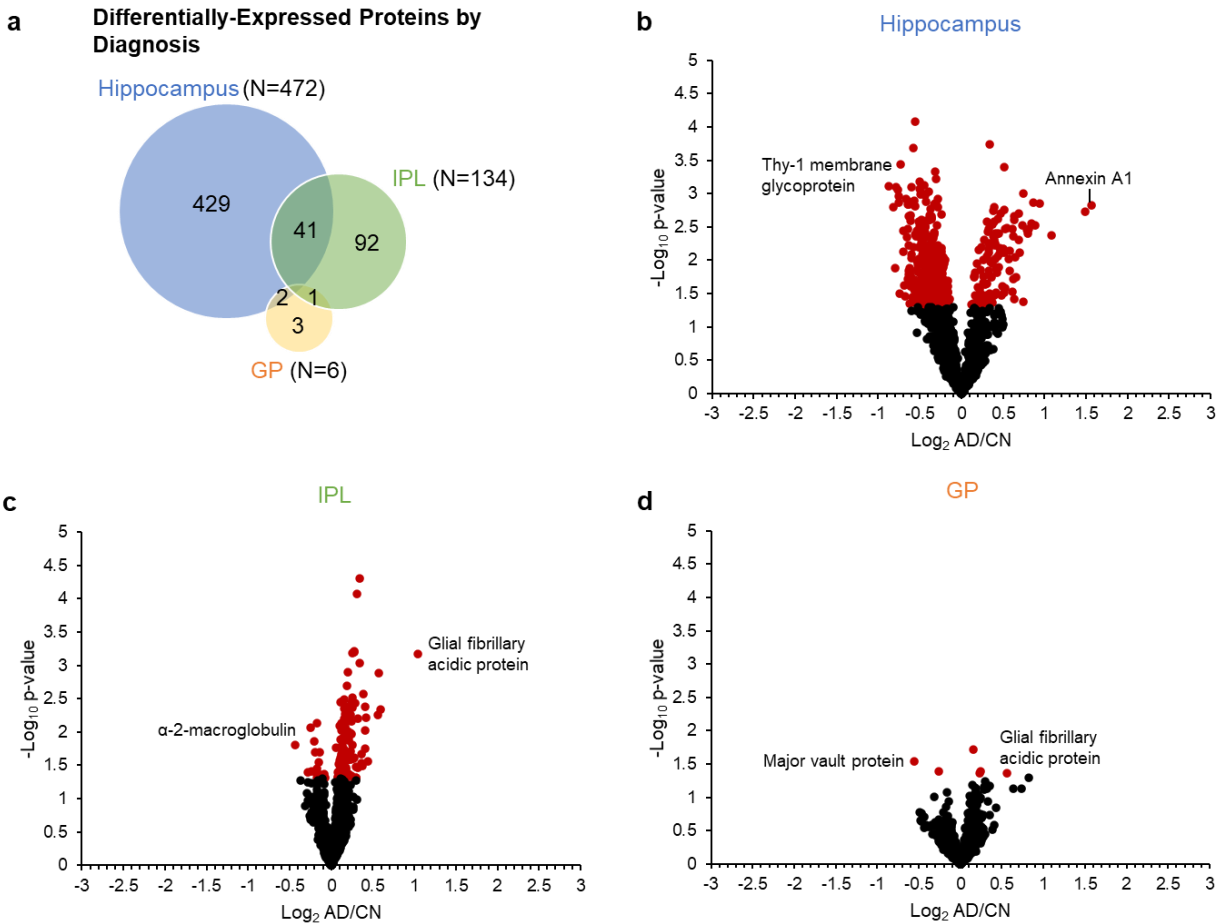 a
Differentially-Expressed Proteins by
Diagnosis
Hippocampus (N=472)
IPL (N=134)
429
41
92
2
1
3
GP (N=6)
b
Hippocampus
5
4.5
4
3.5
3
2.5
2
1.5
1
0.5
0
-Log10 p-value
Thy-1 membrane
glycoprotein
Annexin A1
-3 -2.5 -2 -1.5 -1 -0.5 0 0.5 1 1.5 2 2.5 3
Log2 AD/CN
c
IPL
5
4.5
4
3.5
3
2.5
2
1.5
1
0.5
0
-Log10 p-value
Glial fibrillary
acidic protein
α-2-macroglobulin
-3 -2.5 -2 -1.5 -1 -0.5 0 0.5 1 1.5 2 2.5 3
Log2 AD/CN
d
GP
5
4.5
4
3.5
3
2.5
2
1.5
1
0.5
0
-Log10 p-value
Major vault protein
Glial fibrillary
acidic protein
-3 -2.5 -2 -1.5 -1 -0.5 0 0.5 1 1.5 2 2.5 3
Log2 AD/CN